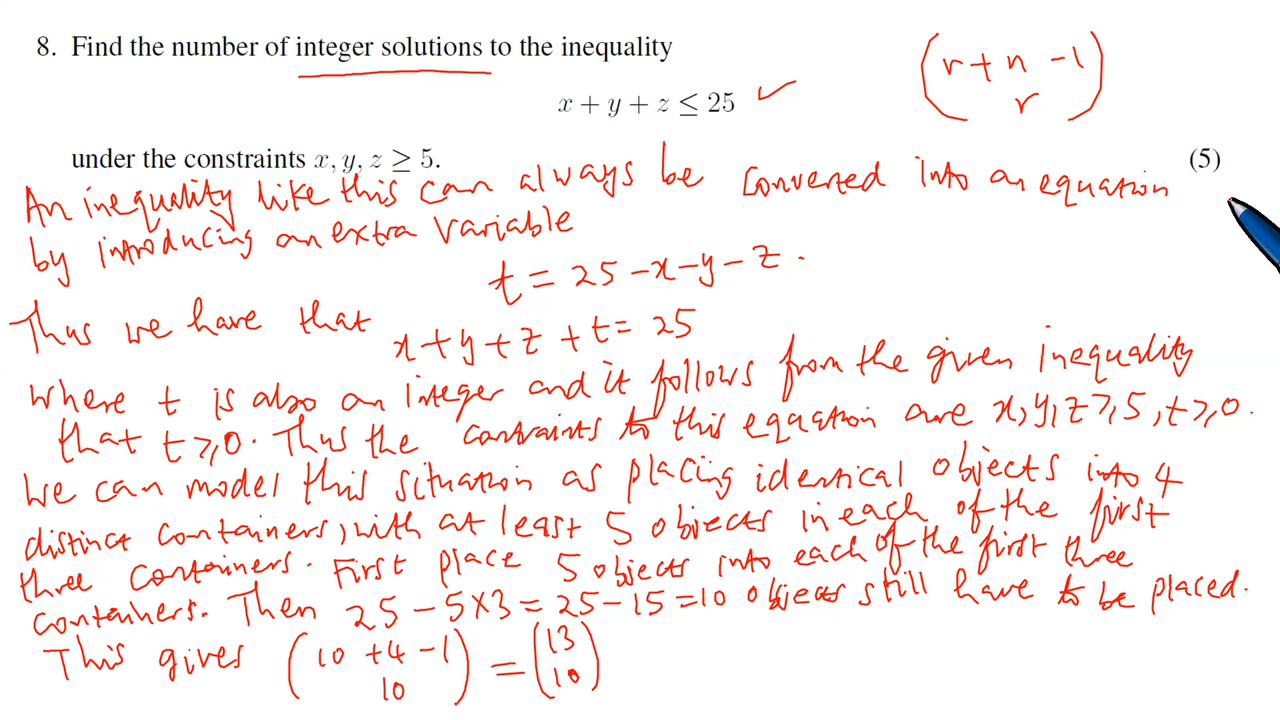 8. Find the number of integer solutions to the inequality
x + y + z ≤ 25 ✓
(r + n - 1
r)
under the constraints x, y, z ≥ 5.
(5)
An inequality like this can always be converted into an equation
by introducing an extra variable
t = 25 - x - y - z.
Thus we have that
x + y + z + t = 25
where t is also an integer and it follows from the given inequality
that t ≥ 0. Thus the contraints to this equation are x, y, z ≥ 5, t ≥ 0.
We can model this situation as placing identical objects into 4
distinct containers, with at least 5 objects in each of the first
three containers. First place 5 objects into each of the first three
containers. Then 25 - 5×3 = 25 - 15 = 10 objects still have to be placed.
This gives (10 + 4 - 1
10) = (13
10)